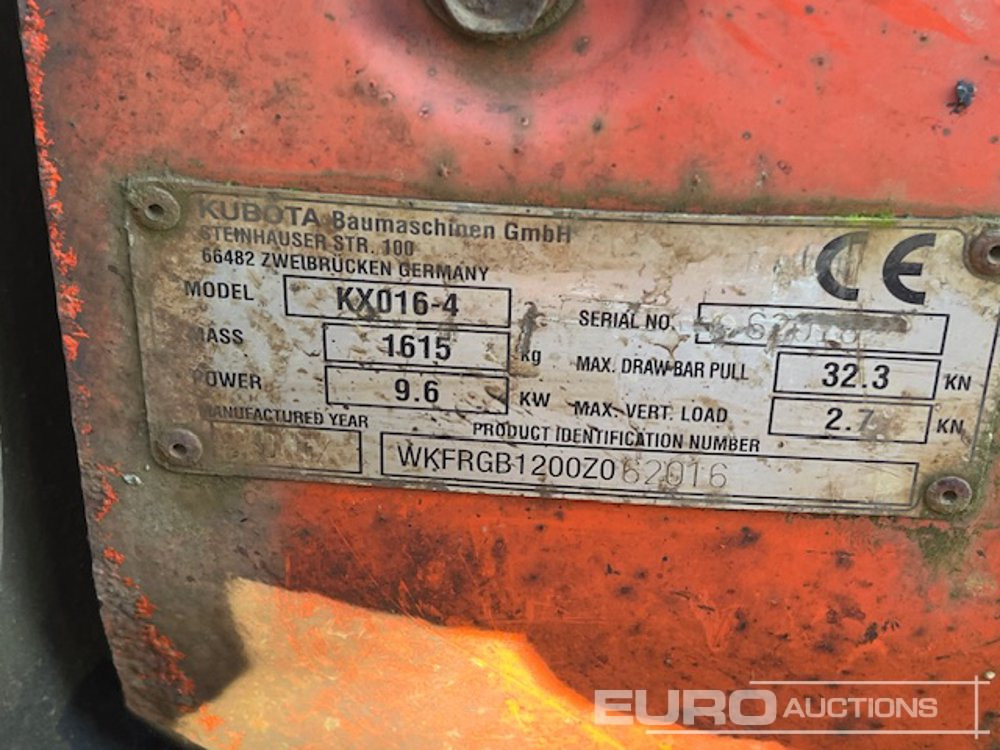 KUBOTA Baumaschinen GmbH
STEINHAUSER STR. 100
66482 ZWEIBRÜCKEN GERMANY
CE
MODEL KX016-4
MASS 1615 kg
POWER 9.6 KW
MANUFACTURED YEAR
SERIAL NO.
MAX. DRAW BAR PULL 32.3 KN
MAX. VERT. LOAD 2.7 KN
PRODUCT IDENTIFICATION NUMBER
WKFRGB1200Z062016
EURO AUCTIONS